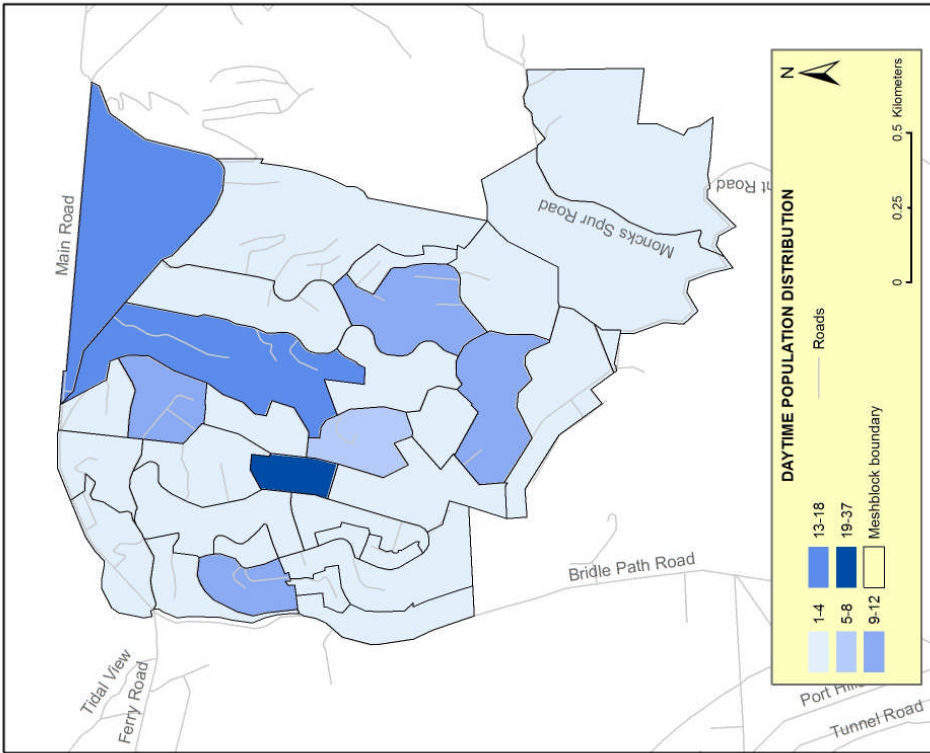 Main Road
Moncks Spur Road
nt Road
Bridle Path Road
Tidal View
Ferry Road
Port Hills
Tunnel Road
DAYTIME POPULATION DISTRIBUTION
N
1-4
5-8
9-12
13-18
19-37
Meshblock boundary
Roads
0 0.25 0.5 Kilometers